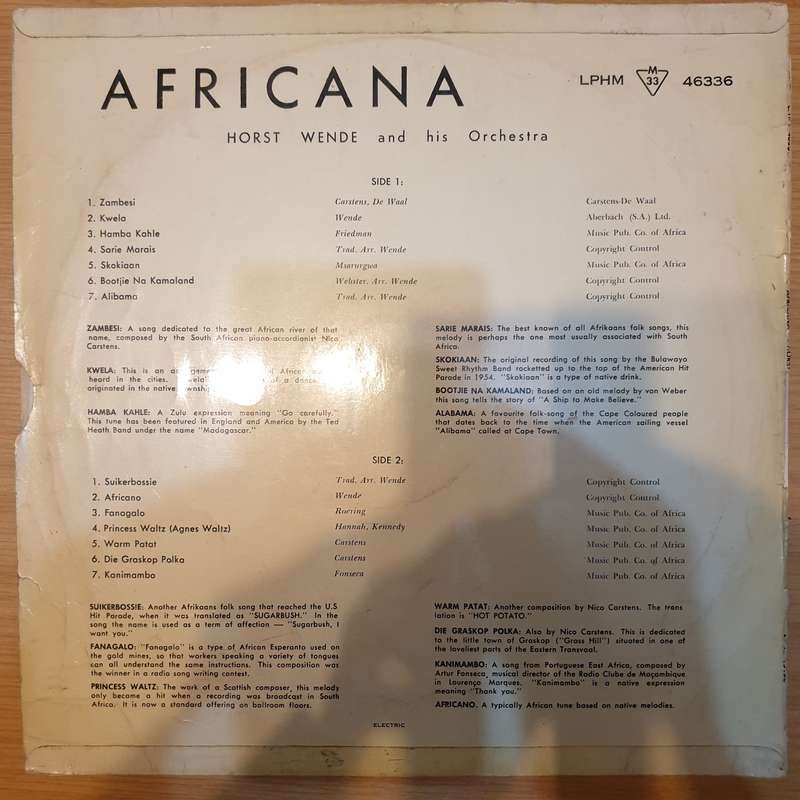 AFRICANA
LPHM M 33 46336
HORST WENDE and his Orchestra
SIDE 1:
1. Zambesi Carstens, De Waal Carstens-De Waal
2. Kwela Wende Aberbach (S.A.) Ltd.
3. Hamba Kahle Friedman Music Pub. Co. of Africa
4. Sarie Marais Trad. Arr. Wende Copyright Control
5. Skokiaan Msarurgwa Music Pub. Co. of Africa
6. Bootjie Na Kamaland Webster. Arr. Wende Copyright Control
7. Alibama Trad. Arr. Wende Copyright Control
ZAMBESI: A song dedicated to the great African river of that
name, composed by the South African piano-accordionist Nico
Carstens.
KWELA: This is an
heard in the cities. of a dance
originated in the native
HAMBA KAHLE: A Zulu expression meaning "Go carefully."
This tune has been featured in England and America by the Ted
Heath Band under the name "Madagascar."
SARIE MARAIS: The best known of all Afrikaans folk songs, this
melody is perhaps the one most usually associated with South
Africa.
SKOKIAAN: The original recording of this song by the Bulawayo
Sweet Rhythm Band rocketted up to the top of the American Hit
Parade in 1954. "Skokiaan" is a type of native drink.
BOOTJIE NA KAMALAND: Based on an old melody by von Weber
this song tells the story of "A Ship to Make Believe."
ALABAMA: A favourite folk-song of the Cape Coloured people
that dates back to the time when the American sailing vessel
"Alibama" called at Cape Town.
SIDE 2:
1. Suikerbossie Trad. Arr. Wende Copyright Control
2. Africano Wende Copyright Control
3. Fanagalo Roering Music Pub. Co. of Africa
4. Princess Waltz (Agnes Waltz) Hannah, Kennedy Music Pub. Co. of Africa
5. Warm Patat Carstens Music Pub. Co. of Africa
6. Die Graskop Polka Carstens Music Pub. Co. of Africa
7. Kanimambo Fonseca Music Pub. Co. of Africa
SUIKERBOSSIE: Another Afrikaans folk song that reached the U.S
Hit Parade, when it was translated as "SUGARBUSH." In the
song the name is used as a term of affection — "Sugarbush, I
want you."
FANAGALO: "Fanagalo" is a type of African Esperanto used on
the gold mines, so that workers speaking a variety of tongues
can all understand the same instructions. This composition was
the winner in a radio song writing contest.
PRINCESS WALTZ: The work of a Scottish composer, this melody
only became a hit when a recording was broadcast in South
Africa. It is now a standard offering on ballroom floors.
WARM PATAT: Another composition by Nico Carstens. The trans
lation is "HOT POTATO."
DIE GRASKOP POLKA: Also by Nico Carstens. This is dedicated
to the little town of Graskop ("Grass Hill") situated in one of
the loveliest parts of the Eastern Transvaal.
KANIMAMBO: A song from Portuguese East Africa, composed by
Artur Fonseca, musical director of the Radio Clube de Moçambique
in Lourenço Marques. "Kanimambo" is a native expression
meaning "Thank you."
AFRICANO. A typically African tune based on native melodies.
ELECTRIC